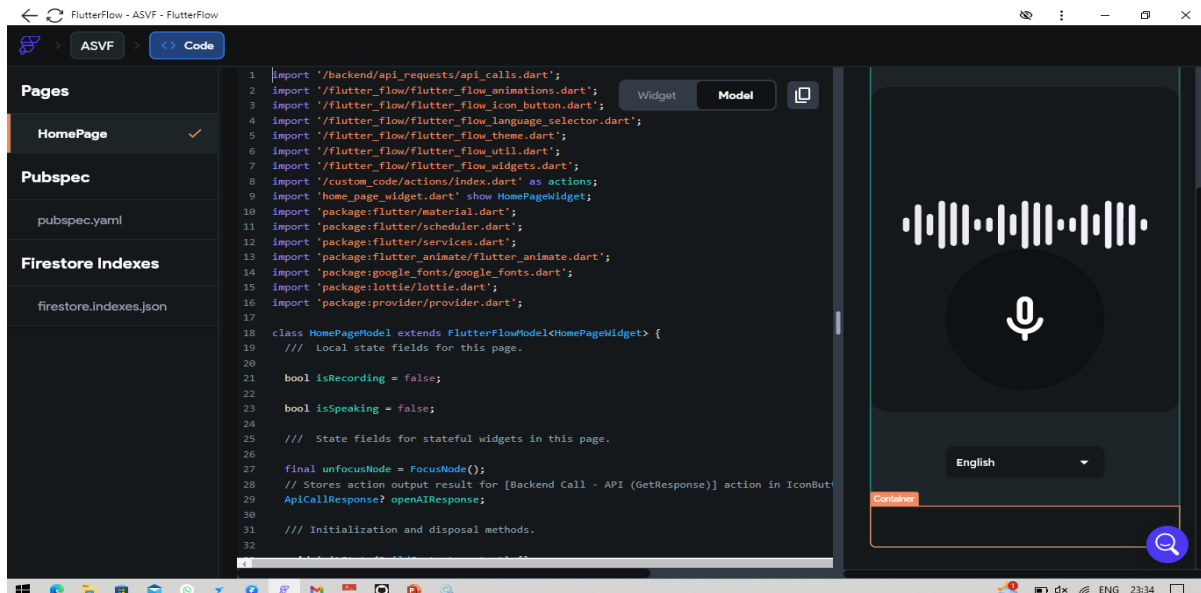 FlutterFlow - ASVF - FlutterFlow
ASVF
<> Code
Pages
HomePage
Pubspec
pubspec.yaml
Firestore Indexes
firestore.indexes.json
Widget
Model
1 import '/backend/api_requests/api_calls.dart';
2 import '/flutter_flow/flutter_flow_animations.dart';
3 import '/flutter_flow/flutter_flow_icon_button.dart';
4 import '/flutter_flow/flutter_flow_language_selector.dart';
5 import '/flutter_flow/flutter_flow_theme.dart';
6 import '/flutter_flow/flutter_flow_util.dart';
7 import '/flutter_flow/flutter_flow_widgets.dart';
8 import '/custom_code/actions/index.dart' as actions;
9 import 'home_page_widget.dart' show HomePageWidget;
10 import 'package:flutter/material.dart';
11 import 'package:flutter/scheduler.dart';
12 import 'package:flutter/services.dart';
13 import 'package:flutter_animate/flutter_animate.dart';
14 import 'package:google_fonts/google_fonts.dart';
15 import 'package:lottie/lottie.dart';
16 import 'package:provider/provider.dart';
17
18 class HomePageModel extends FlutterFlowModel<HomePageWidget> {
19 /// Local state fields for this page.
20
21 bool isRecording = false;
22
23 bool isSpeaking = false;
24
25 /// State fields for stateful widgets in this page.
26
27 final unfocusNode = FocusNode();
28 // Stores action output result for [Backend Call - API (GetResponse)] action in IconButt
29 ApiCallResponse? openAIResponse;
30
31 /// Initialization and disposal methods.
32
English
Container
1
ENG
23:34